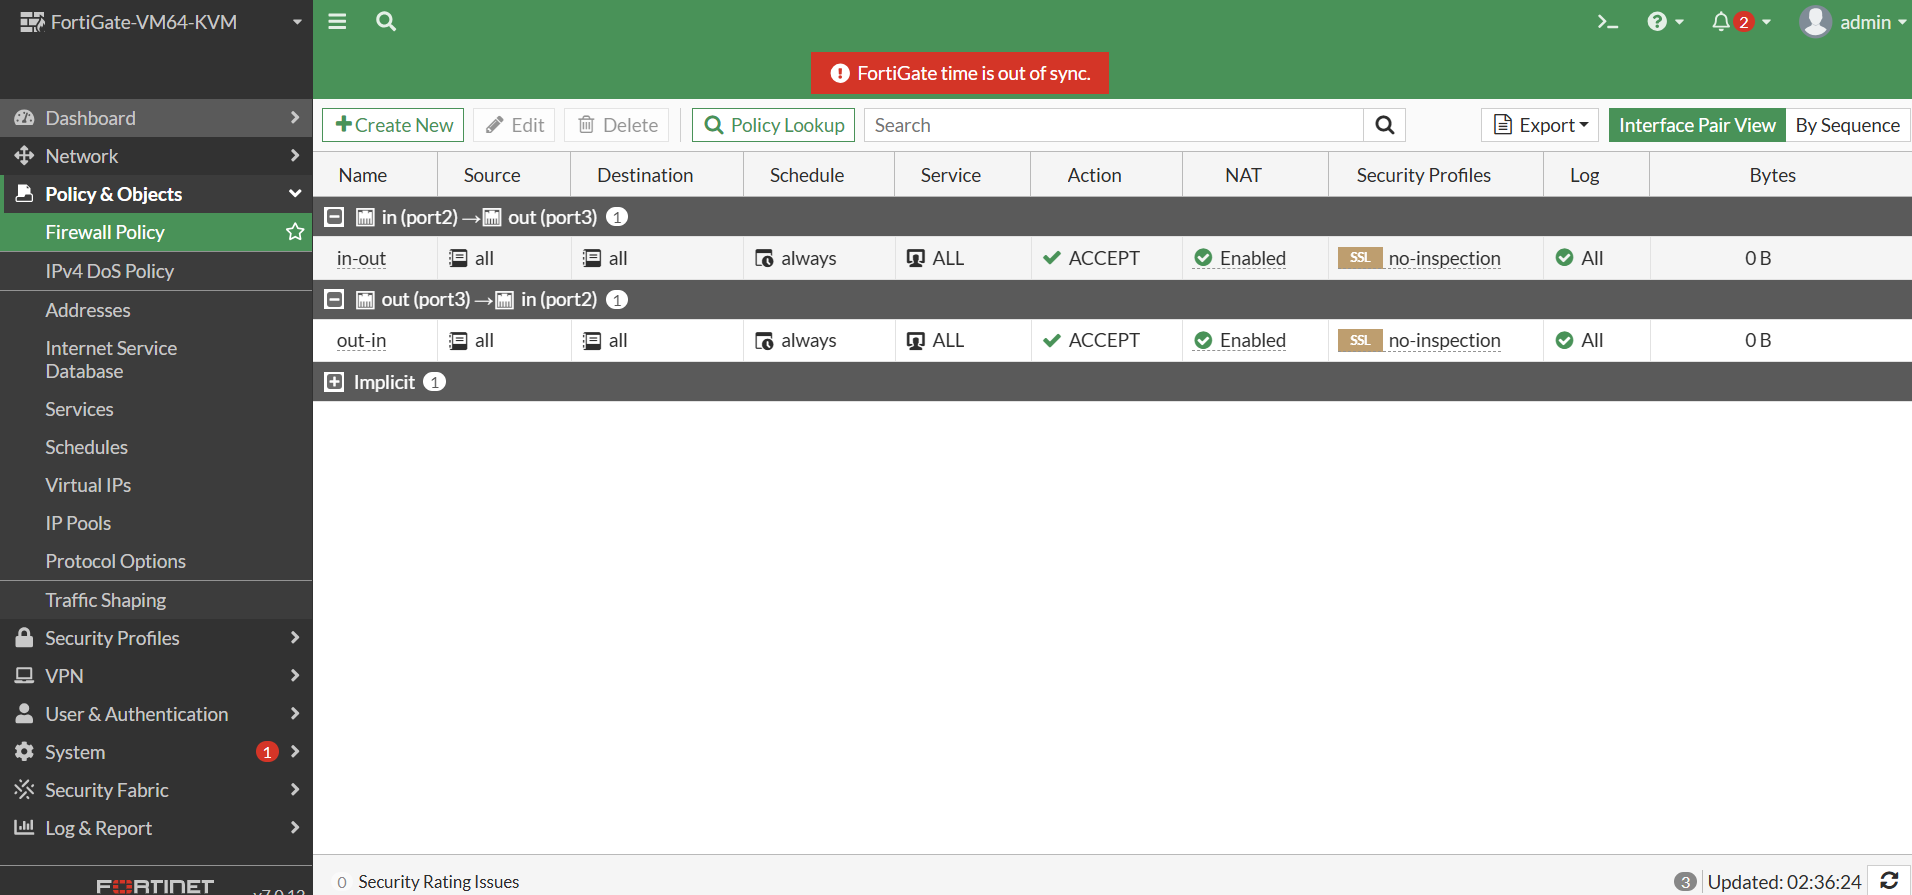 FortiGate-VM64-KVM
2
admin
FortiGate time is out of sync.
Dashboard
Network
Policy & Objects
Firewall Policy
IPv4 DoS Policy
Addresses
Internet Service
Database
Services
Schedules
Virtual IPs
IP Pools
Protocol Options
Traffic Shaping
Security Profiles
VPN
User & Authentication
System 1
Security Fabric
Log & Report
FORTINET
Create New Edit Delete Policy Lookup Search Export Interface Pair View By Sequence
Name Source Destination Schedule Service Action NAT Security Profiles Log Bytes
in (port2) → out (port3) 1
in-out all all always ALL ACCEPT Enabled SSL no-inspection All 0 B
out (port3) → in (port2) 1
out-in all all always ALL ACCEPT Enabled SSL no-inspection All 0 B
Implicit 1
0 Security Rating Issues
3 Updated: 02:36:24